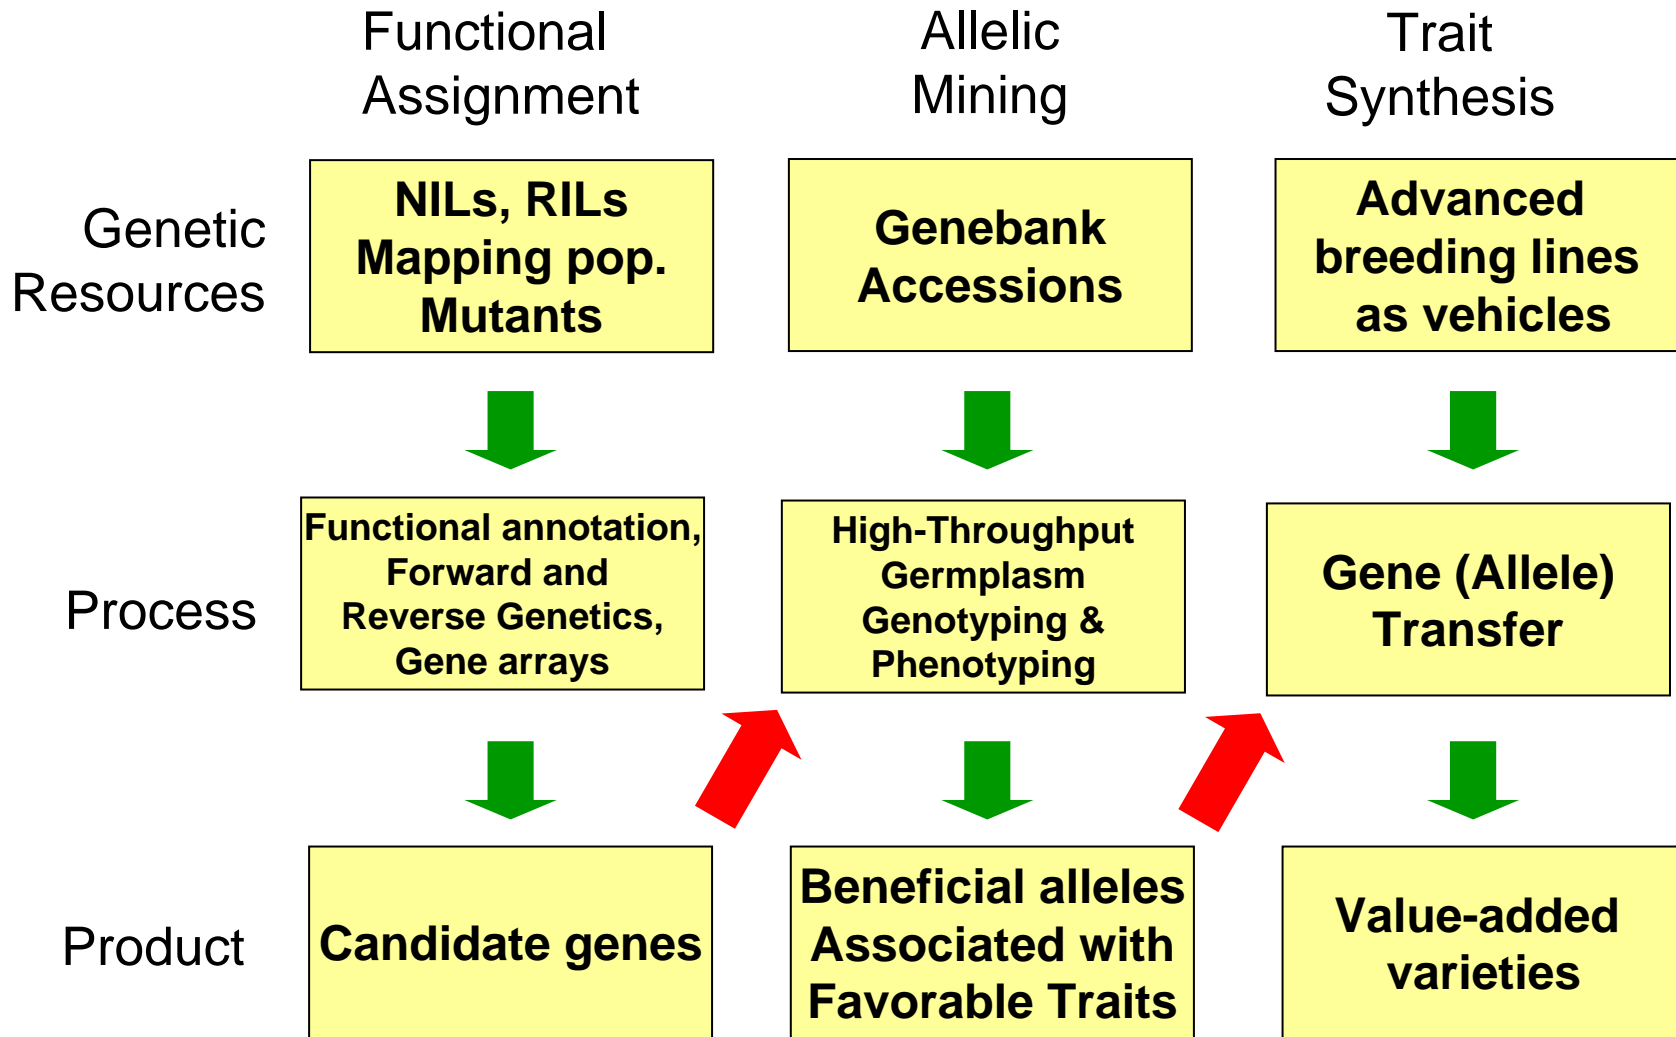 Functional
Assignment
Allelic
Mining
Trait
Synthesis
Genetic
Resources
NILs, RILs
Mapping pop.
Mutants
Genebank
Accessions
Advanced
breeding lines
as vehicles
Process
Functional annotation,
Forward and
Reverse Genetics,
Gene arrays
High-Throughput
Germplasm
Genotyping &
Phenotyping
Gene (Allele)
Transfer
Product
Candidate genes
Beneficial alleles
Associated with
Favorable Traits
Value-added
varieties